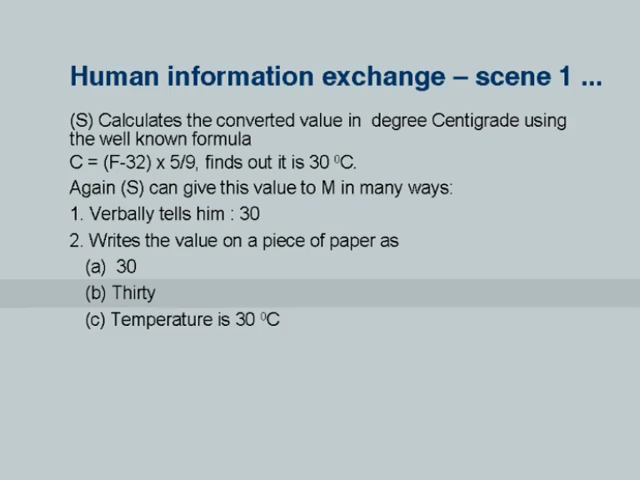 Human information exchange – scene 1 ...
(S) Calculates the converted value in degree Centigrade using
the well known formula
C = (F-32) x 5/9, finds out it is 30 ⁰C.
Again (S) can give this value to M in many ways:
1. Verbally tells him : 30
2. Writes the value on a piece of paper as
(a) 30
(b) Thirty
(c) Temperature is 30 ⁰C